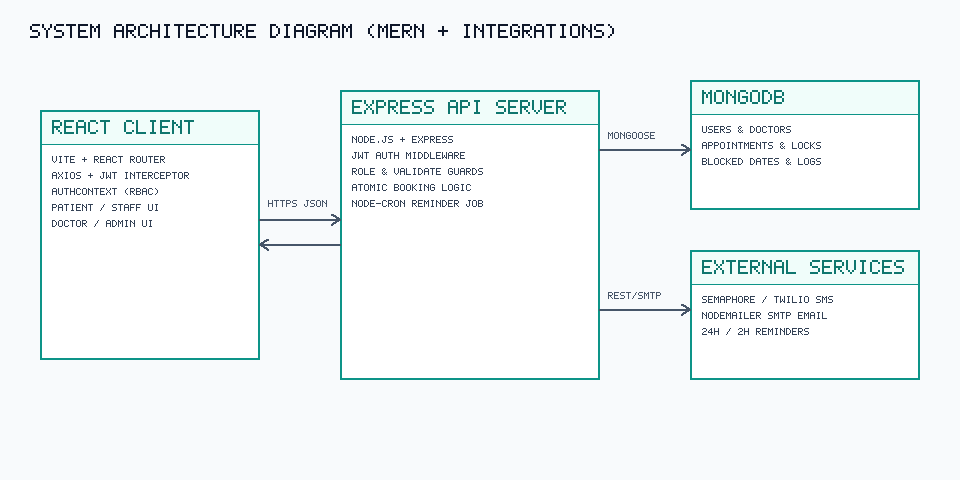 SYSTEM ARCHITECTURE DIAGRAM (MERN + INTEGRATIONS)
REACT CLIENT
VITE + REACT ROUTER
AXIOS + JWT INTERCEPTOR
AUTHCONTEXT (RBAC)
PATIENT / STAFF UI
DOCTOR / ADMIN UI
HTTPS JSON
EXPRESS API SERVER
NODE.JS + EXPRESS
JWT AUTH MIDDLEWARE
ROLE & VALIDATE GUARDS
ATOMIC BOOKING LOGIC
NODE-CRON REMINDER JOB
MONGOOSE
MONGODB
USERS & DOCTORS
APPOINTMENTS & LOCKS
BLOCKED DATES & LOGS
REST/SMTP
EXTERNAL SERVICES
SEMAPHORE / TWILIO SMS
NODEMAILER SMTP EMAIL
24H / 2H REMINDERS